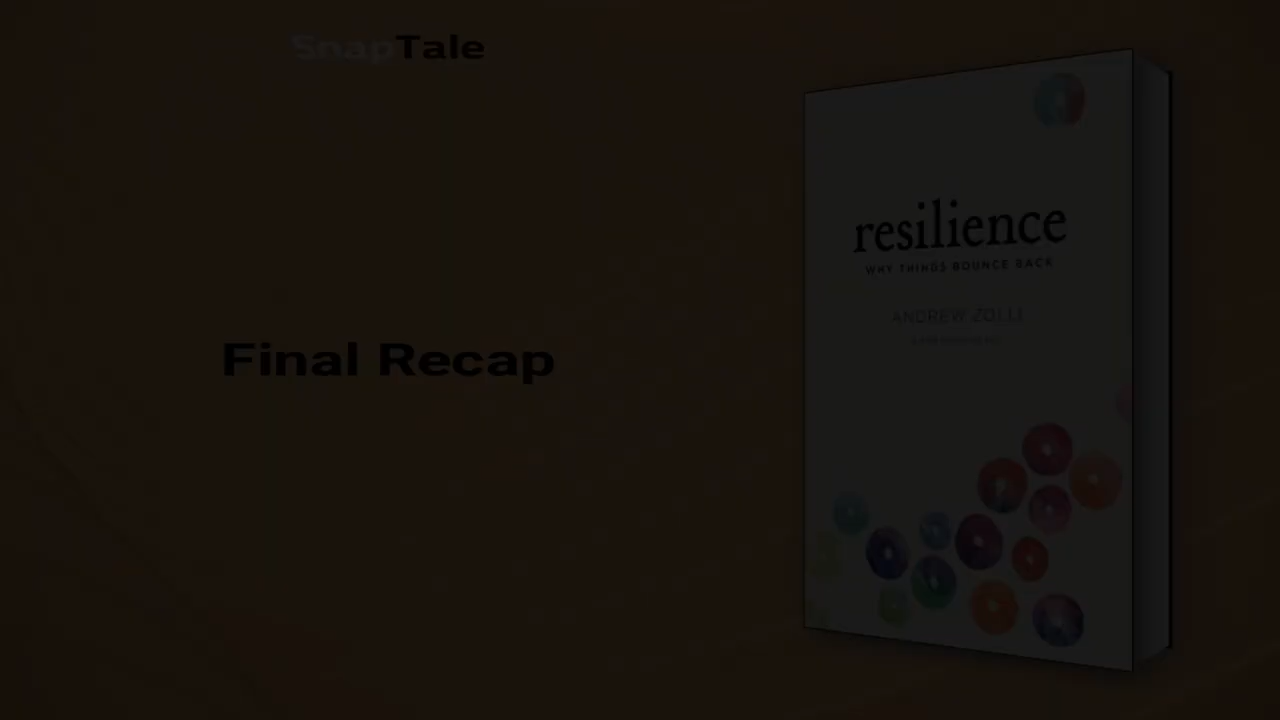 SnapTale
Final Recap
resilience
WHY THINGS BOUNCE BACK
ANDREW ZOLLI